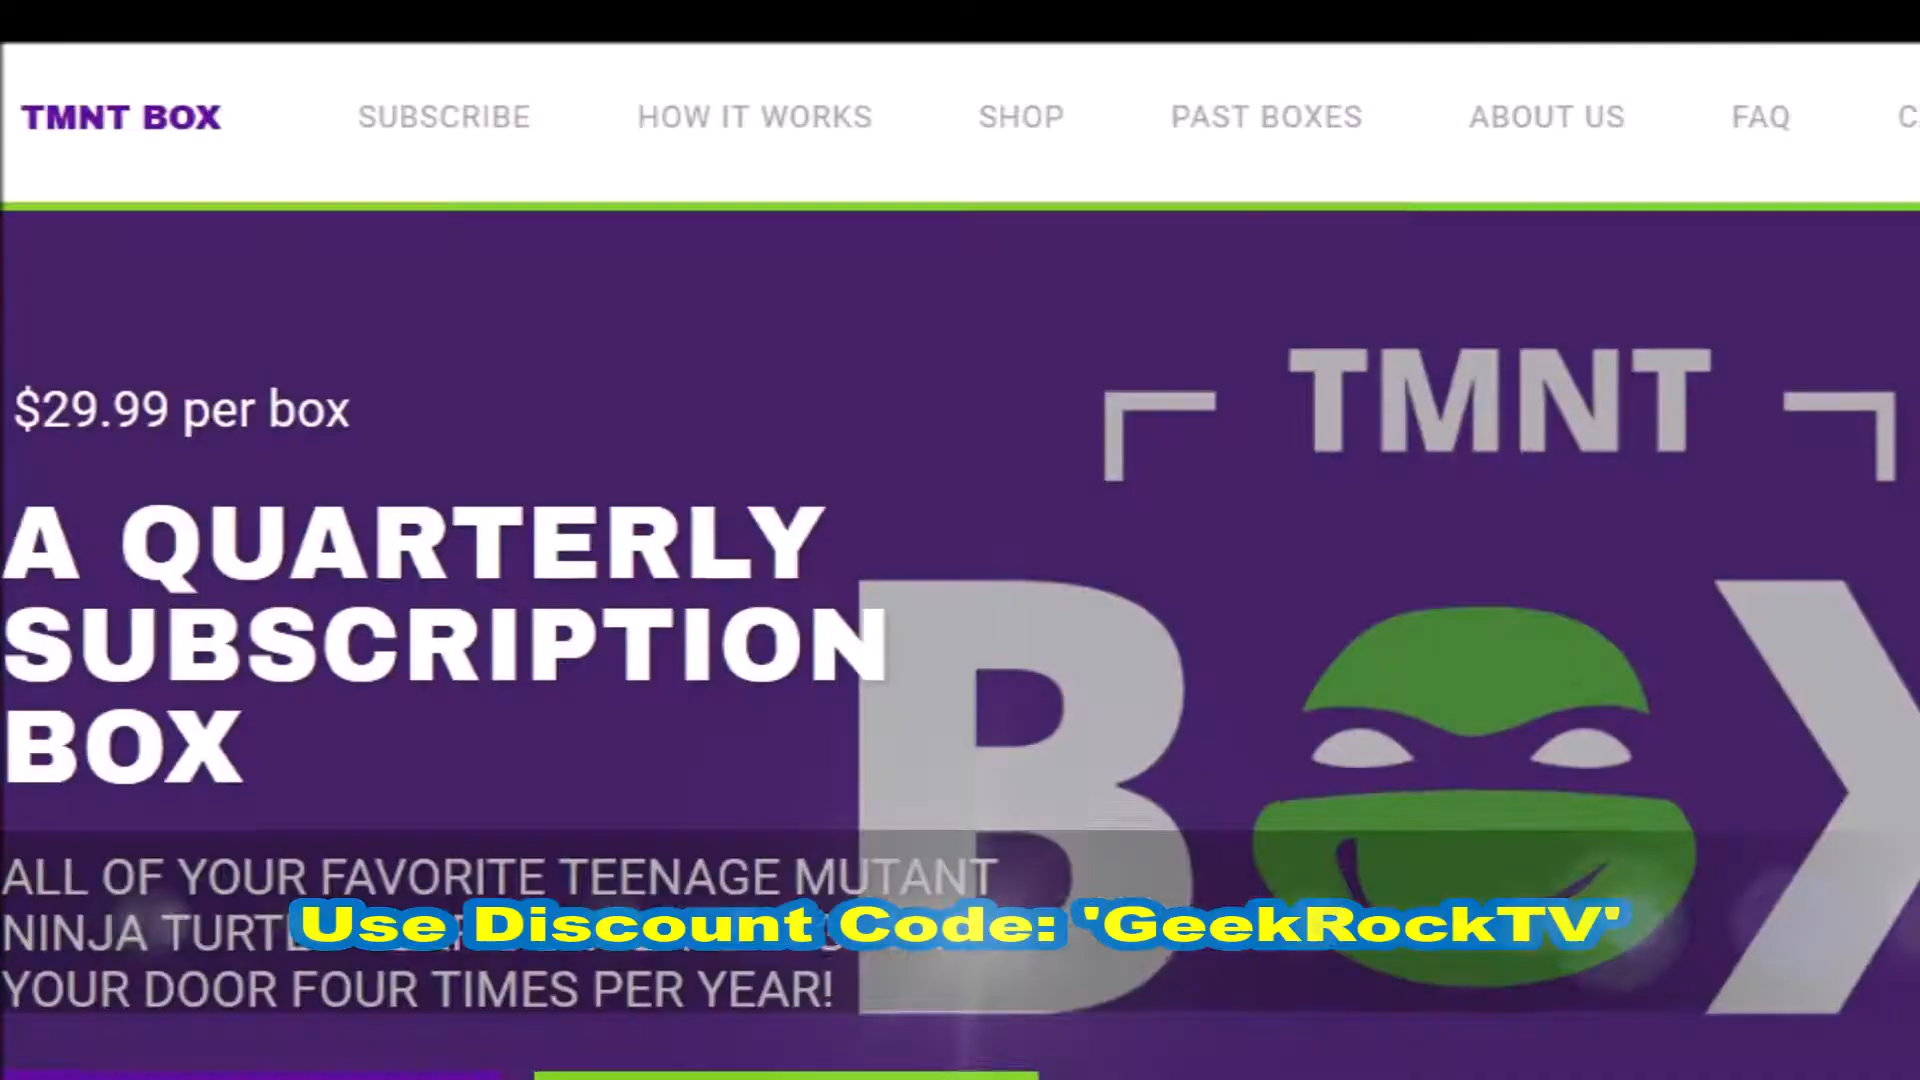 TMNT BOX SUBSCRIBE HOW IT WORKS SHOP PAST BOXES ABOUT US FAQ
$29.99 per box
TMNT
A QUARTERLY
SUBSCRIPTION
BOX
BOX
ALL OF YOUR FAVORITE TEENAGE MUTANT
NINJA
Use Discount Code: 'GeekRockTV'
YOUR DOOR FOUR TIMES PER YEAR!